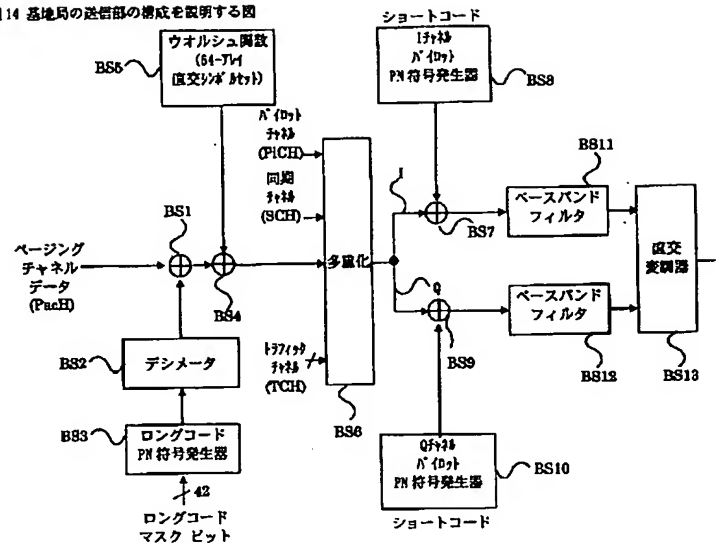 14 基地局の送信部の構成を説明する図
ショートコード
ウオルシュ関数
(64-アレイ
直交シンボルセット)
BS5
Iチャネル
パイロット
PN 符号発生器
BS8
パイロット
チャネル
(PiCH)
同期
チャネル
(SCH)
BS11
I
BS1
BS7
ベースバンド
フィルタ
ページング
チャネル
データ
(PacH)
BS4
多重化
直交
変調器
Q
ベースバンド
フィルタ
BS9
BS2
デシメータ
トラフィック
チャネル
(TCH)
BS12
BS13
BS6
BS3
ロングコード
PN 符号発生器
Qチャネル
パイロット
PN 符号発生器
BS10
42
ロングコード
マスク ビット
ショートコード